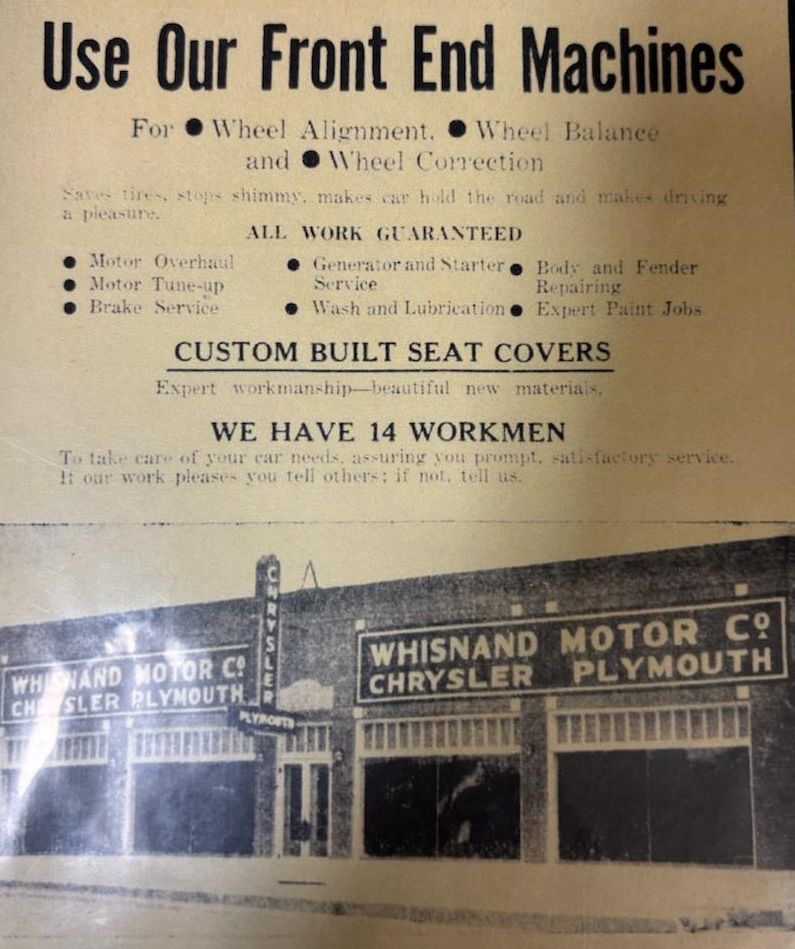 Use Our Front End Machines
For ● Wheel Alignment, ● Wheel Balance
and ● Wheel Correction
Saves tires, stops shimmy, makes car hold the road and makes driving
a pleasure.
ALL WORK GUARANTEED
● Motor Overhaul
● Motor Tune-up
● Brake Service
● Generator and Starter
Service
● Wash and Lubrication
● Body and Fender
Repairing
● Expert Paint Jobs
CUSTOM BUILT SEAT COVERS
Expert workmanship—beautiful new materials.
WE HAVE 14 WORKMEN
To take care of your car needs, assuring you prompt, satisfactory service.
If our work pleases you tell others; if not, tell us.
WHISNAND MOTOR Cº
CHRYSLER PLYMOUTH
CHRYSLER
PLYMOUTH
WHISNAND MOTOR Cº
CHRYSLER PLYMOUTH